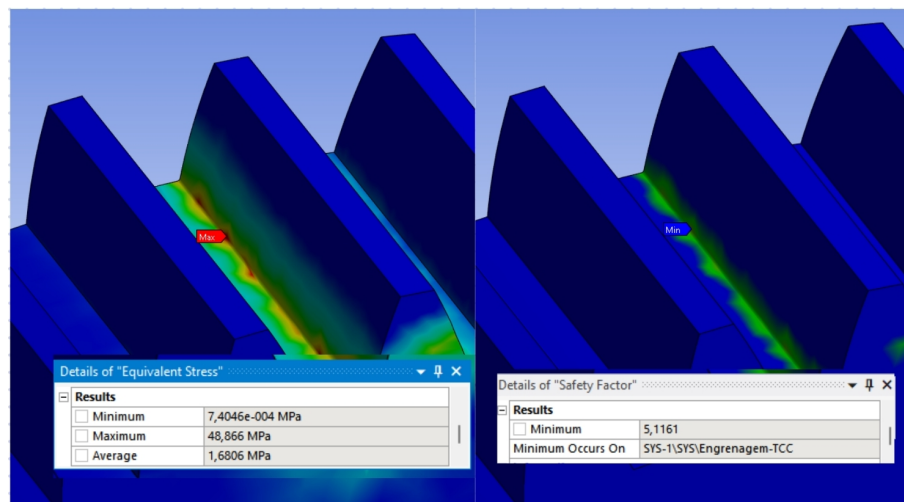 Max
Min
Details of "Equivalent Stress"
Results
Minimum 7,4046e-004 MPa
Maximum 48,866 MPa
Average 1,6806 MPa
Details of "Safety Factor"
Results
Minimum 5,1161
Minimum Occurs On SYS-1\SYS\Engrenagem-TCC